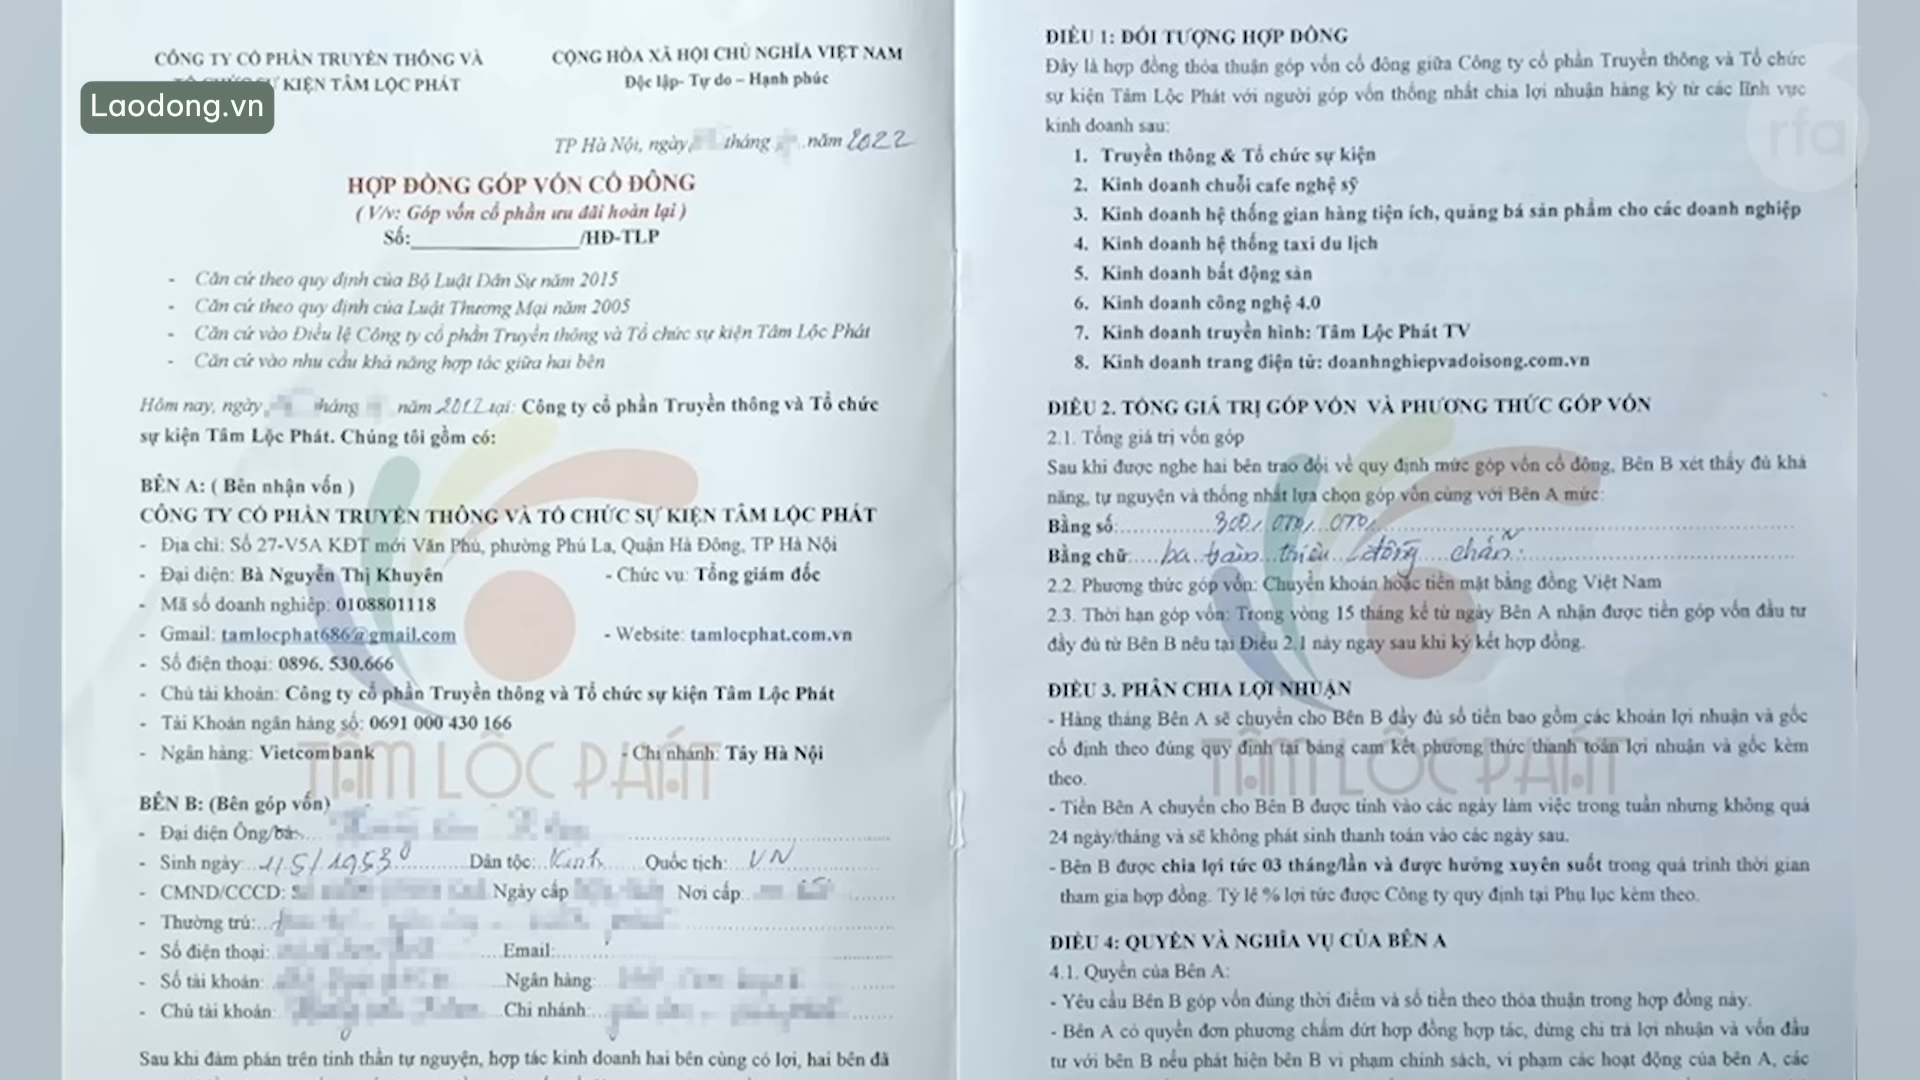 Laodong.vn
rfa
CÔNG TY CỔ PHẦN TRUYỀN THÔNG VÀ
KIỆN TÂM LỘC PHÁT
CỘNG HÒA XÃ HỘI CHỦ NGHĨA VIỆT NAM
Độc lập- Tự do – Hạnh phúc
TP Hà Nội, ngày tháng năm 2022
HỢP ĐỒNG GÓP VỐN CỔ ĐÔNG
( V/v: Góp vốn cổ phần ưu đãi hoàn lại )
Số:______________/HĐ-TLP
- Căn cứ theo quy định của Bộ Luật Dân Sự năm 2015
- Căn cứ theo quy định của Luật Thương Mại năm 2005
- Căn cứ vào Điều lệ Công ty cổ phần Truyền thông và Tổ chức sự kiện Tâm Lộc Phát
- Căn cứ vào nhu cầu khả năng hợp tác giữa hai bên
Hôm nay, ngày tháng năm 2012 tại: Công ty cổ phần Truyền thông và Tổ chức
sự kiện Tâm Lộc Phát. Chúng tôi gồm có:
BÊN A: ( Bên nhận vốn )
CÔNG TY CỔ PHẦN TRUYỀN THÔNG VÀ TỔ CHỨC SỰ KIỆN TÂM LỘC PHÁT
- Địa chỉ: Số 27-V5A KĐT mới Văn Phú, phường Phú La, Quận Hà Đông, TP Hà Nội
- Đại diện: Bà Nguyễn Thị Khuyên - Chức vụ: Tổng giám đốc
- Mã số doanh nghiệp: 0108801118
- Gmail: tamlocphat686@gmail.com - Website: tamlocphat.com.vn
- Số điện thoại: 0896. 530.666
- Chủ tài khoản: Công ty cổ phần Truyền thông và Tổ chức sự kiện Tâm Lộc Phát
- Tài Khoản ngân hàng số: 0691 000 430 166
- Ngân hàng: Vietcombank - Chi nhánh: Tây Hà Nội
TÂM LỘC PHÁT
BÊN B: (Bên góp vốn)
- Đại diện Ông/bà:
- Sinh ngày 1/5/1953 Dân tộc: Kinh Quốc tịch: VN
- CMND/CCCD: Ngày cấp Nơi cấp
- Thường trú:
- Số điện thoại: Email:
- Số tài khoản: Ngân hàng:
- Chủ tài khoản: Chi nhánh:
Sau khi đàm phán trên tinh thần tự nguyện, hợp tác kinh doanh hai bên cùng có lợi, hai bên đã
ĐIỀU 1: ĐỐI TƯỢNG HỢP ĐỒNG
Đây là hợp đồng thỏa thuận góp vốn cổ đông giữa Công ty cổ phần Truyền thông và Tổ chức
sự kiện Tâm Lộc Phát với người góp vốn thống nhất chia lợi nhuận hàng kỳ từ các lĩnh vực
kinh doanh sau:
1. Truyền thông & Tổ chức sự kiện
2. Kinh doanh chuỗi cafe nghệ sỹ
3. Kinh doanh hệ thống gian hàng tiện ích, quảng bá sản phẩm cho các doanh nghiệp
4. Kinh doanh hệ thống taxi du lịch
5. Kinh doanh bất động sản
6. Kinh doanh công nghệ 4.0
7. Kinh doanh truyền hình: Tâm Lộc Phát TV
8. Kinh doanh trang điện tử: doanhnghiepvadoisong.com.vn
ĐIỀU 2. TỔNG GIÁ TRỊ GÓP VỐN VÀ PHƯƠNG THỨC GÓP VỐN
2.1. Tổng giá trị vốn góp
Sau khi được nghe hai bên trao đổi về quy định mức góp vốn cổ đông, Bên B xét thấy đủ khả
năng, tự nguyện và thống nhất lựa chọn góp vốn cùng với Bên A mức:
Bằng số: 300,000,000
Bằng chữ ba trăm triệu đồng chẵn
2.2. Phương thức góp vốn: Chuyển khoản hoặc tiền mặt bằng đồng Việt Nam
2.3. Thời hạn góp vốn: Trong vòng 15 tháng kể từ ngày Bên A nhận được tiền góp vốn đầu tư
đầy đủ từ Bên B nêu tại Điều 2.1 này ngay sau khi ký kết hợp đồng.
ĐIỀU 3. PHÂN CHIA LỢI NHUẬN
- Hàng tháng Bên A sẽ chuyển cho Bên B đầy đủ số tiền bao gồm các khoản lợi nhuận và gốc
cố định theo đúng quy định tại bảng cam kết phương thức thanh toán lợi nhuận và gốc kèm
theo.
TÂM LỘC PHÁT
- Tiền Bên A chuyển cho Bên B được tính vào các ngày làm việc trong tuần nhưng không quá
24 ngày/tháng và sẽ không phát sinh thanh toán vào các ngày sau.
- Bên B được chia lợi tức 03 tháng/lần và được hưởng xuyên suốt trong quá trình thời gian
tham gia hợp đồng. Tỷ lệ % lợi tức được Công ty quy định tại Phụ lục kèm theo.
ĐIỀU 4: QUYỀN VÀ NGHĨA VỤ CỦA BÊN A
4.1. Quyền của Bên A:
- Yêu cầu Bên B góp vốn đúng thời điểm và số tiền theo thỏa thuận trong hợp đồng này.
- Bên A có quyền đơn phương chấm dứt hợp đồng hợp tác, dừng chi trả lợi nhuận và vốn đầu
tư với bên B nếu phát hiện bên B vi phạm chính sách, vi phạm các hoạt động của bên A, các